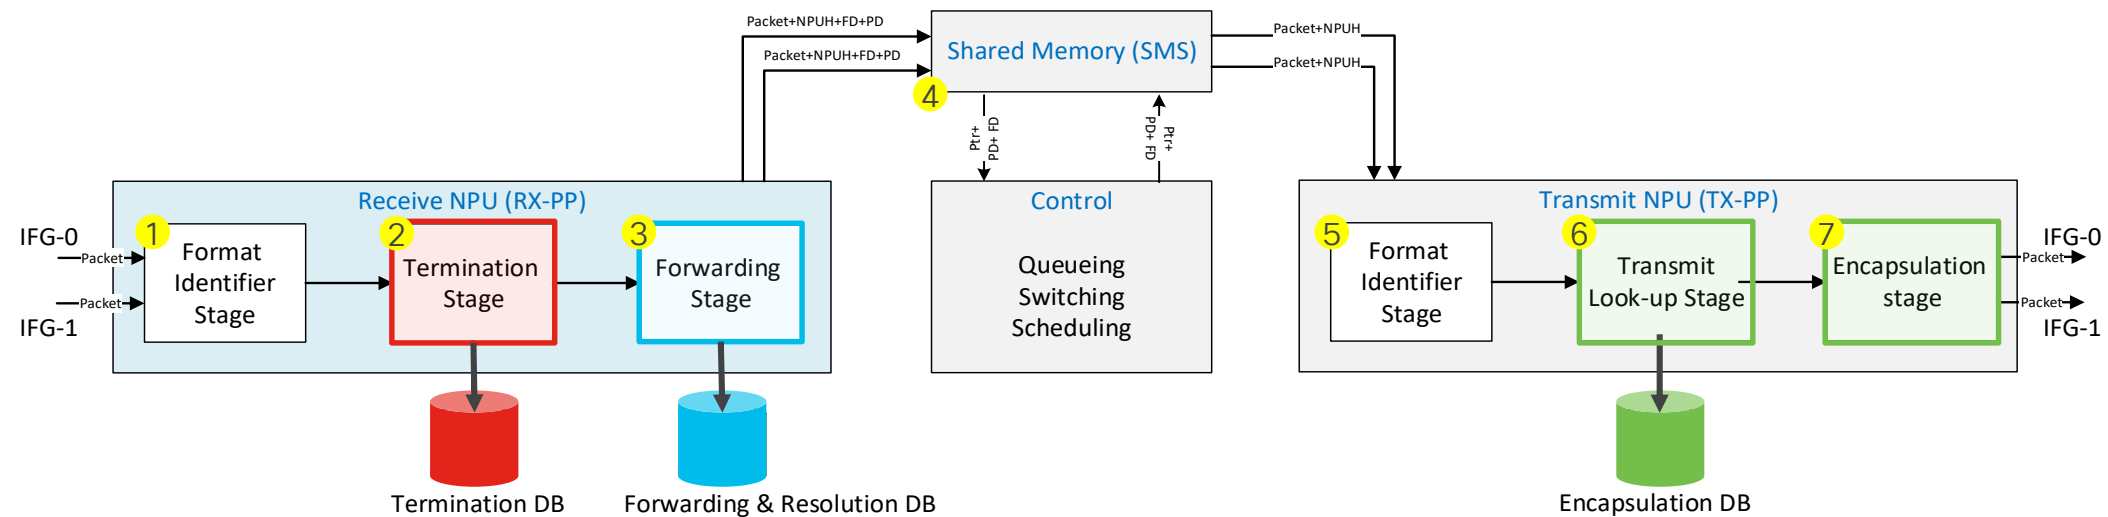 Packet+NPUH+FD+PD
Packet+NPUH+FD+PD
Shared Memory (SMS)
4
Packet+NPUH
Packet+NPUH
Ptr+
PD+ FD
Ptr+
PD+ FD
Receive NPU (RX-PP)
IFG-0
Packet
Packet
IFG-1
1
Format
Identifier
Stage
2
Termination
Stage
3
Forwarding
Stage
Termination DB
Forwarding & Resolution DB
Control
Queueing
Switching
Scheduling
Transmit NPU (TX-PP)
5
Format
Identifier
Stage
6
Transmit
Look-up Stage
7
Encapsulation
stage
IFG-0
Packet
Packet
IFG-1
Encapsulation DB